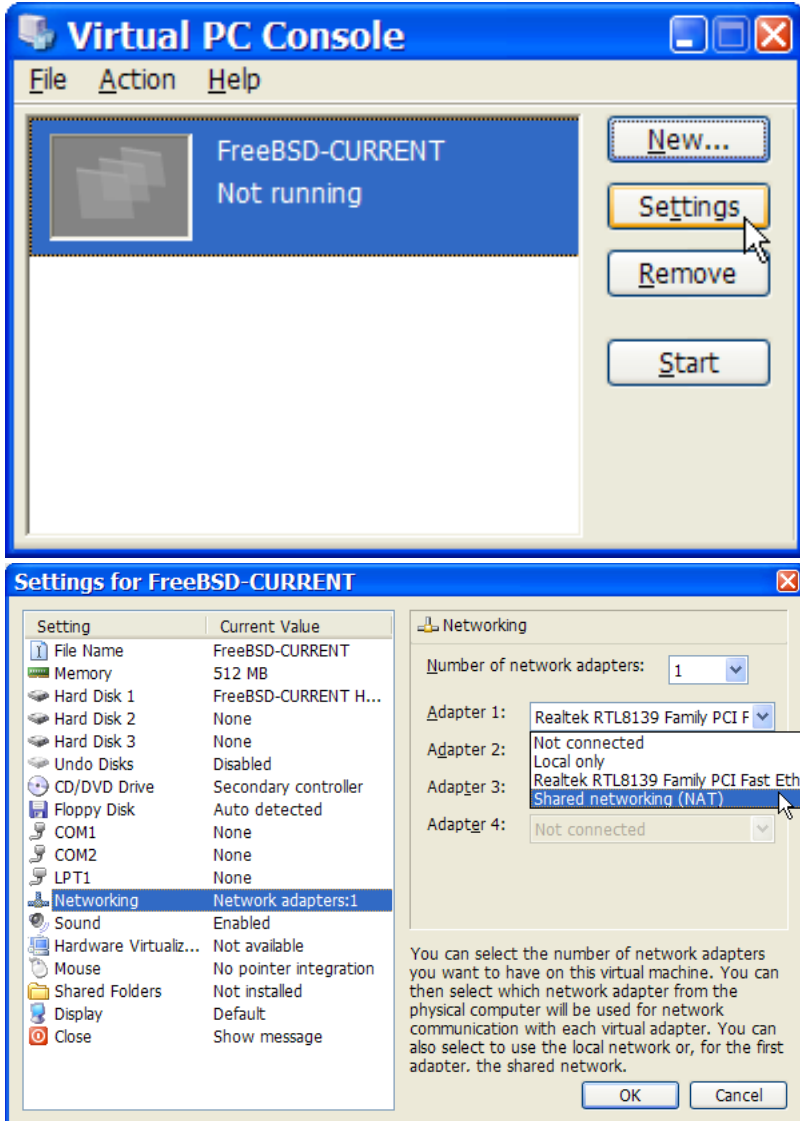 Virtual PC Console
File Action Help
FreeBSD-CURRENT
Not running
New...
Settings
Remove
Start
Settings for FreeBSD-CURRENT
Setting Current Value
File Name FreeBSD-CURRENT
Memory 512 MB
Hard Disk 1 FreeBSD-CURRENT H...
Hard Disk 2 None
Hard Disk 3 None
Undo Disks Disabled
CD/DVD Drive Secondary controller
Floppy Disk Auto detected
COM1 None
COM2 None
LPT1 None
Networking Network adapters:1
Sound Enabled
Hardware Virtualiz... Not available
Mouse No pointer integration
Shared Folders Not installed
Display Default
Close Show message
Networking
Number of network adapters: 1
Adapter 1: Realtek RTL8139 Family PCI F
Not connected
Local only
Realtek RTL8139 Family PCI Fast Eth
Shared networking (NAT)
Adapter 2:
Adapter 3:
Adapter 4: Not connected
You can select the number of network adapters
you want to have on this virtual machine. You can
then select which network adapter from the
physical computer will be used for network
communication with each virtual adapter. You can
also select to use the local network or, for the first
adapter, the shared network.
OK Cancel